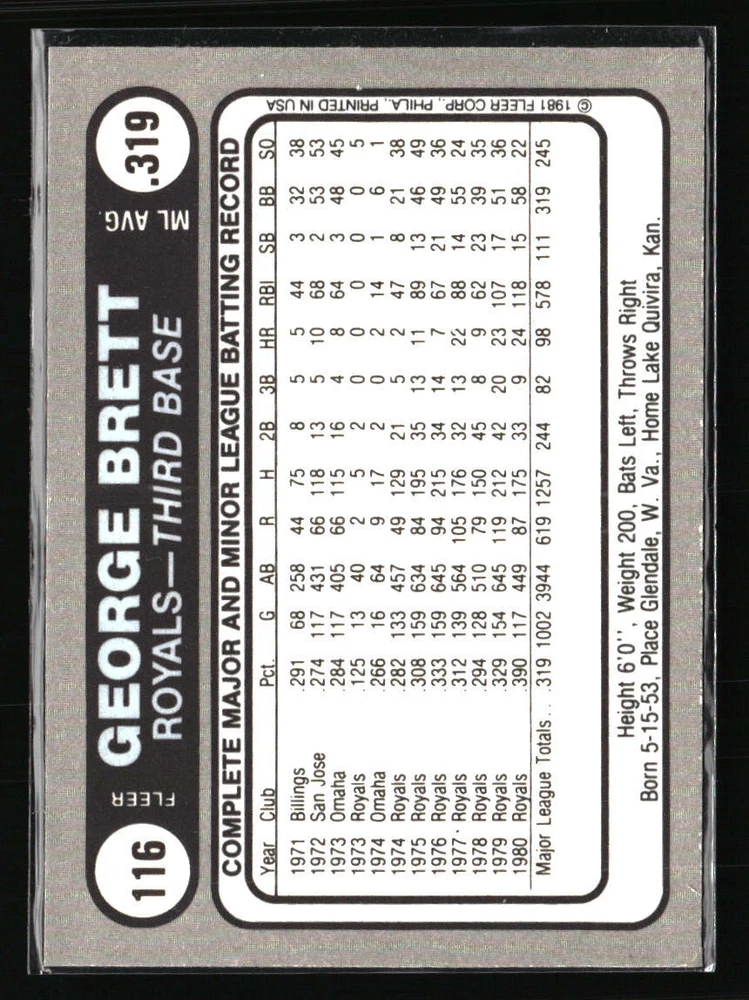 116
FLEER
GEORGE BRETT
ML AVG. .319
ROYALS—THIRD BASE
COMPLETE MAJOR AND MINOR LEAGUE BATTING RECORD
Year Club Pct. G AB R H 2B 3B HR RBI SB BB SO
1971 Billings .291 68 258 44 75 8 5 5 44 3 32 38
1972 San Jose .274 117 431 66 118 13 5 10 68 2 53 53
1973 Omaha .284 117 405 66 115 16 4 8 64 3 48 45
1973 Royals .125 13 40 2 5 2 0 0 0 0 0 5
1974 Omaha .266 16 64 9 17 2 0 2 14 1 6 1
1974 Royals .282 133 457 49 129 21 5 2 47 8 21 38
1975 Royals .308 159 634 84 195 35 13 11 89 13 46 49
1976 Royals .333 159 645 94 215 34 14 7 67 21 49 36
1977 Royals .312 139 564 105 176 32 13 22 88 14 55 24
1978 Royals .294 128 510 79 150 45 8 9 62 23 39 35
1979 Royals .329 154 645 119 212 42 20 23 107 17 51 36
1980 Royals .390 117 449 87 175 33 9 24 118 15 58 22
Major League Totals . . .319 1002 3944 619 1257 244 82 98 578 111 319 245
Height 6'0'', Weight 200, Bats Left, Throws Right
Born 5-15-53, Place Glendale, W. Va., Home Lake Quivira, Kan.
© 1981 FLEER CORP., PHILA., PRINTED IN USA